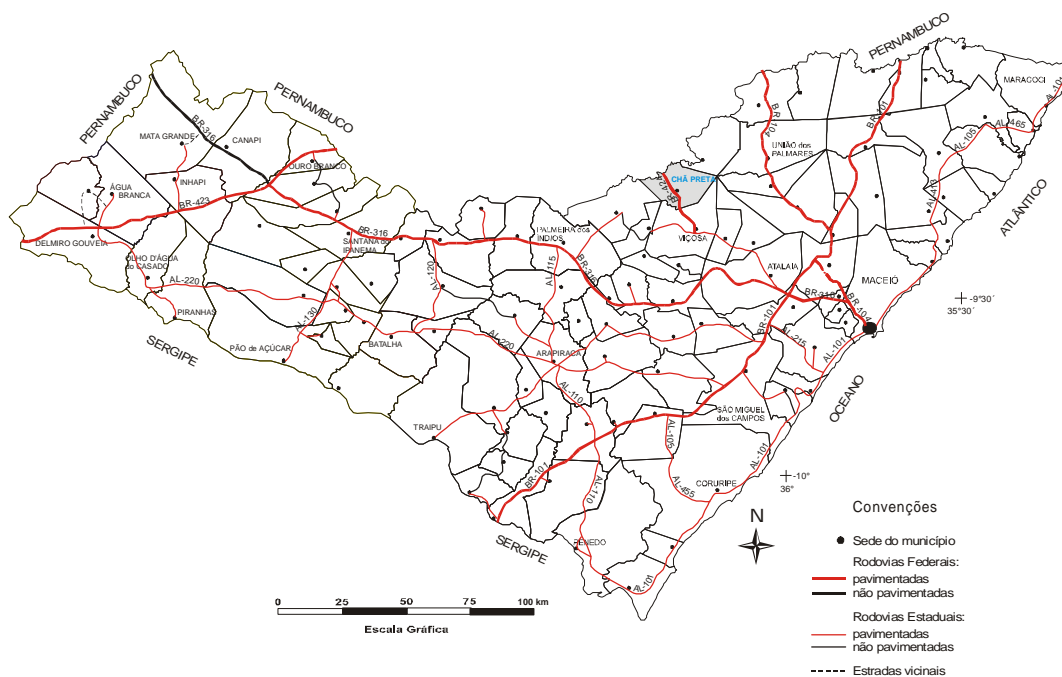 PERNAMBUCO
MARACOGI
AL-101
PERNAMBUCO
PERNAMBUCO
BR-316
MATA GRANDE
CANAPI
BR-104
BR-101
AL-465
AL-105
UNIÃO dos
PALMARES
OURO BRANCO
INHAPI
ÁGUA
BRANCA
CHÃ PRETA
AL-413
ATLÂNTICO
BR-423
DELMIRO GOUVEIA
BR-316
SANTANA do
IPANEMA
PALMEIRA dos
ÍNDIOS
VIÇOSA
OLHO D'ÁGUA
do CASADO
AL-220
AL-120
AL-115
BR-316
ATALAIA
MACEIÓ
BR-316
BR-104
-9°30´
35°30´
PIRANHAS
AL-130
SERGIPE
PÃO de AÇÚCAR
BATALHA
AL-220
ARAPIRACA
BR-101
AL-215
AL-101
OCEANO
AL-110
TRAIPU
SÃO MIGUEL
dos CAMPOS
AL-105
AL-101
BR-101
AL-110
AL-455
CORURIPE
-10°
36°
SERGIPE
PENEDO
AL-101
N
0 25 50 75 100 km
Escala Gráfica
Convenções
Sede do município
Rodovias Federais:
pavimentadas
não pavimentadas
Rodovias Estaduais:
pavimentadas
não pavimentadas
Estradas vicinais